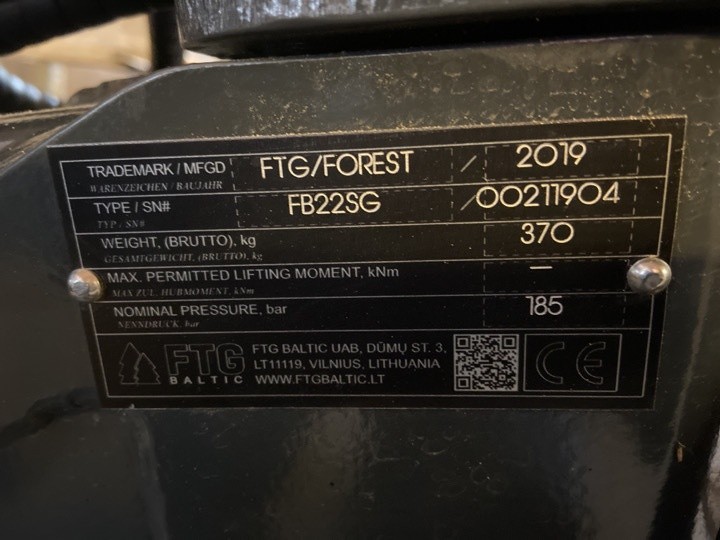 TRADEMARK / MFGD FTG/FOREST / 2019
WARENZEICHEN / BAUJAHR
TYPE / SN# FB22SG /00211904
TYP / SN#
WEIGHT, (BRUTTO), kg 370
GESAMTGEWICHT, (BRUTTO), kg
MAX. PERMITTED LIFTING MOMENT, kNm —
MAX ZUL. HUBMOMENT, kNm
NOMINAL PRESSURE, bar 185
NENNDRUCK, bar
FTG
BALTIC
FTG BALTIC UAB, DŪMŲ ST. 3,
LT11119, VILNIUS, LITHUANIA
WWW.FTGBALTIC.LT
CE